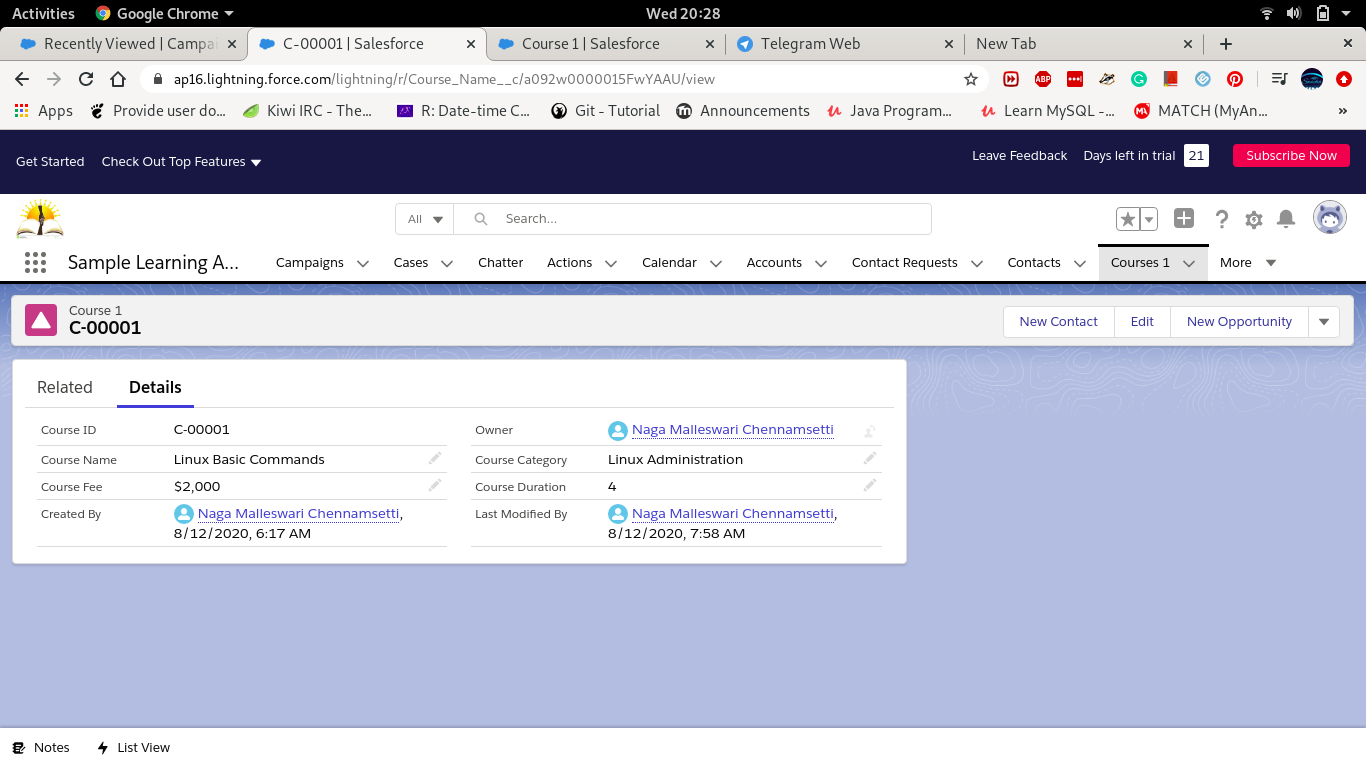 Activities Google Chrome Wed 20:28
Recently Viewed | Campai C-00001 | Salesforce Course 1 | Salesforce Telegram Web New Tab
ap16.lightning.force.com/lightning/r/Course_Name__c/a092w0000015FwYAAU/view
Apps Provide user do... Kiwi IRC - The... R: Date-time C... Git - Tutorial Announcements Java Program... Learn MySQL -... MATCH (MyAn... »
Get Started Check Out Top Features Leave Feedback Days left in trial 21 Subscribe Now
All Search...
Sample Learning A... Campaigns Cases Chatter Actions Calendar Accounts Contact Requests Contacts Courses 1 More
Course 1
C-00001
New Contact Edit New Opportunity
Related Details
Course ID C-00001 Owner Naga Malleswari Chennamsetti
Course Name Linux Basic Commands Course Category Linux Administration
Course Fee $2,000 Course Duration 4
Created By Naga Malleswari Chennamsetti, Last Modified By Naga Malleswari Chennamsetti,
8/12/2020, 6:17 AM 8/12/2020, 7:58 AM
Notes List View